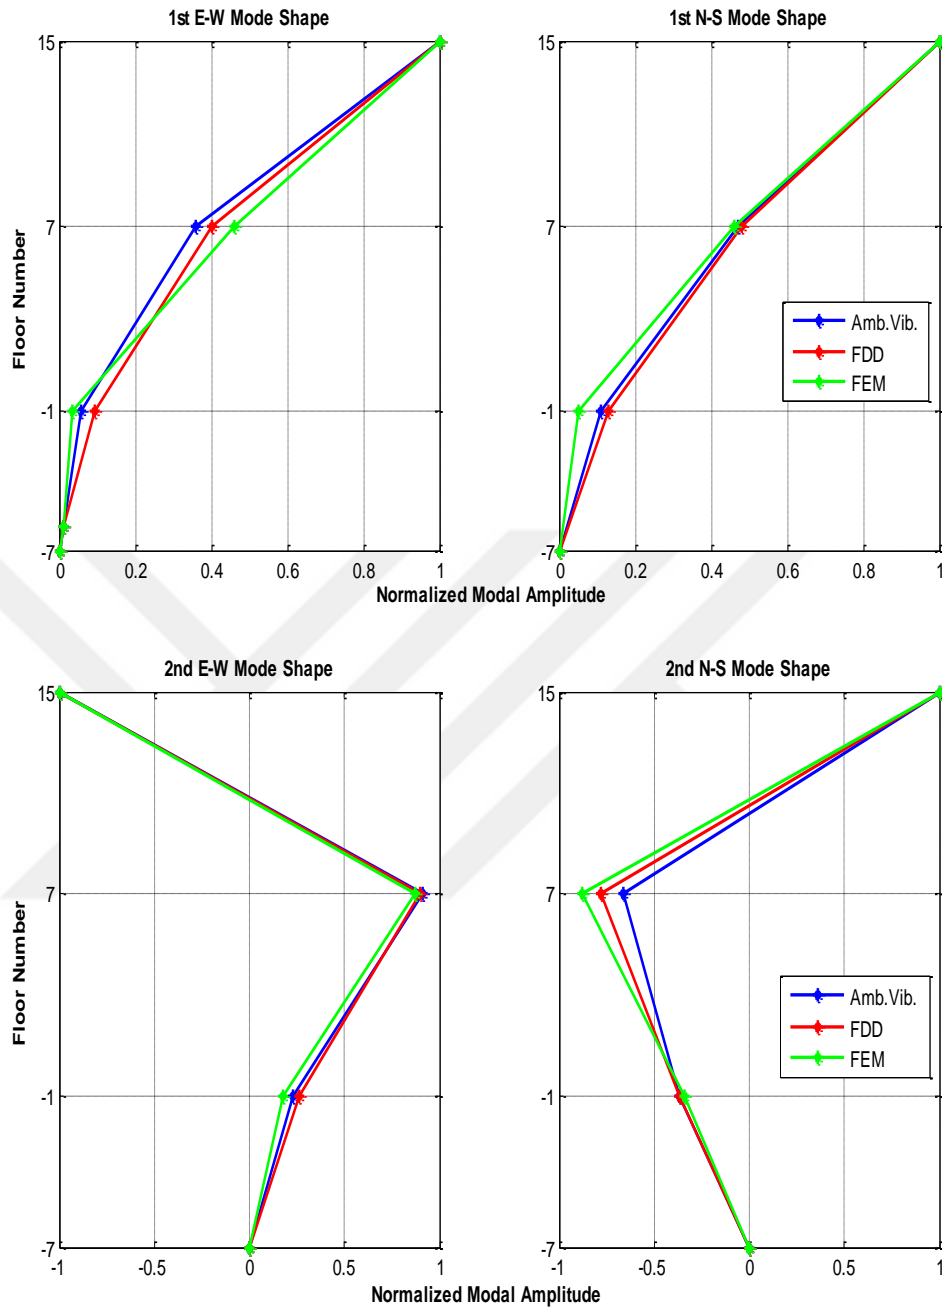 1st E-W Mode Shape
1st N-S Mode Shape
15
7
-1
-7
Floor Number
0
0.2
0.4
0.6
0.8
1
15
7
-1
-7
0
0.2
0.4
0.6
0.8
1
Amb.Vib.
FDD
FEM
Normalized Modal Amplitude
2nd E-W Mode Shape
2nd N-S Mode Shape
15
7
-1
-7
Floor Number
-1
-0.5
0
0.5
1
15
7
-1
-7
-1
-0.5
0
0.5
1
Amb.Vib.
FDD
FEM
Normalized Modal Amplitude